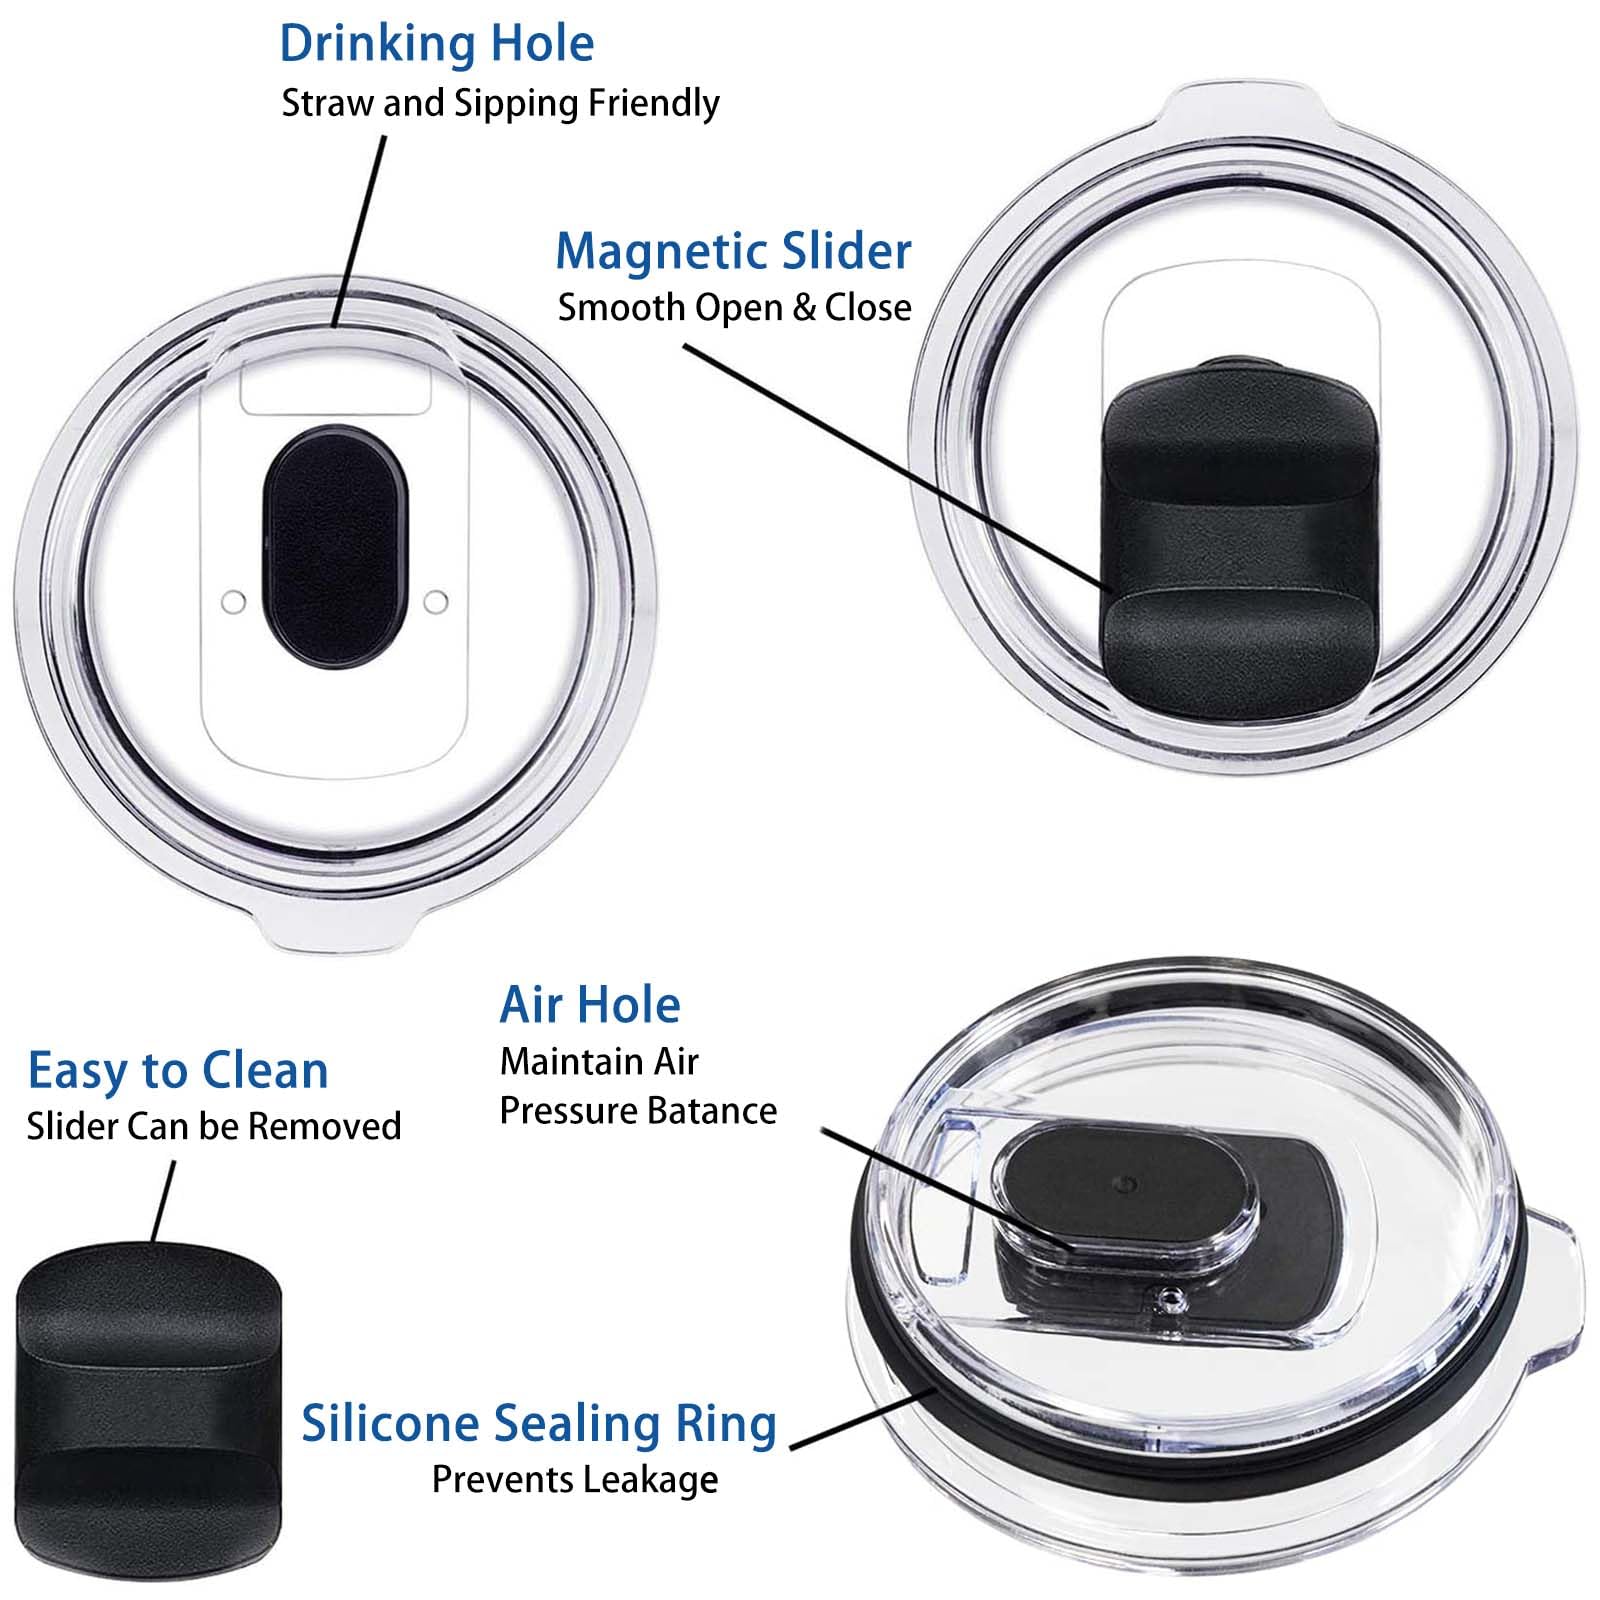 Drinking Hole
Straw and Sipping Friendly
Magnetic Slider
Smooth Open & Close
Air Hole
Maintain Air
Pressure Batance
Easy to Clean
Slider Can be Removed
Silicone Sealing Ring
Prevents Leakage